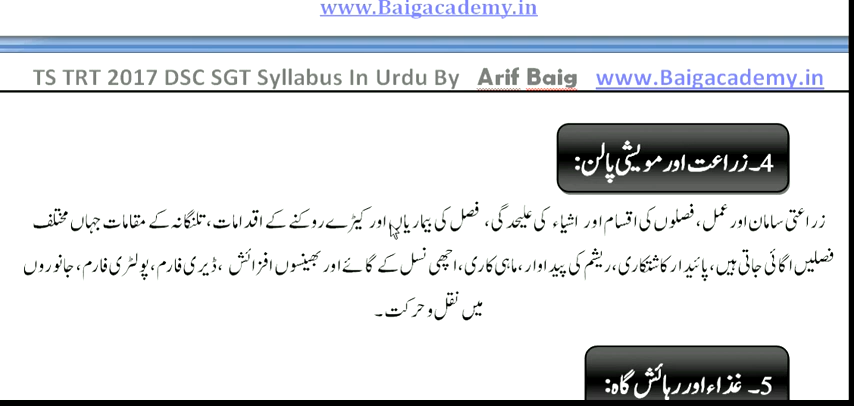 www.Baigacademy.in
TS TRT 2017 DSC SGT Syllabus In Urdu By Arif Baig www.Baigacademy.in
4۔زراعت اور مویشی پالن:
زراعتی سامان اور عمل، فصلوں کی اقسام اور اشیاء کی علیحدگی، فصل کی بیماریاں اور کیڑے روکنے کے اقدامات، تلنگانہ کے مقامات جہاں مختلف
فصلیں اگائی جاتی ہیں، پائیدار کاشتکاری، ریشم کی پیداوار، ماہی کاری، اچھی نسل کے گائے اور بھینسوں افزائش ، ڈیری فارم، پولٹری فارم، جانوروں
میں نقل و حرکت۔
5۔ غذاء اور رہائش گاہ: